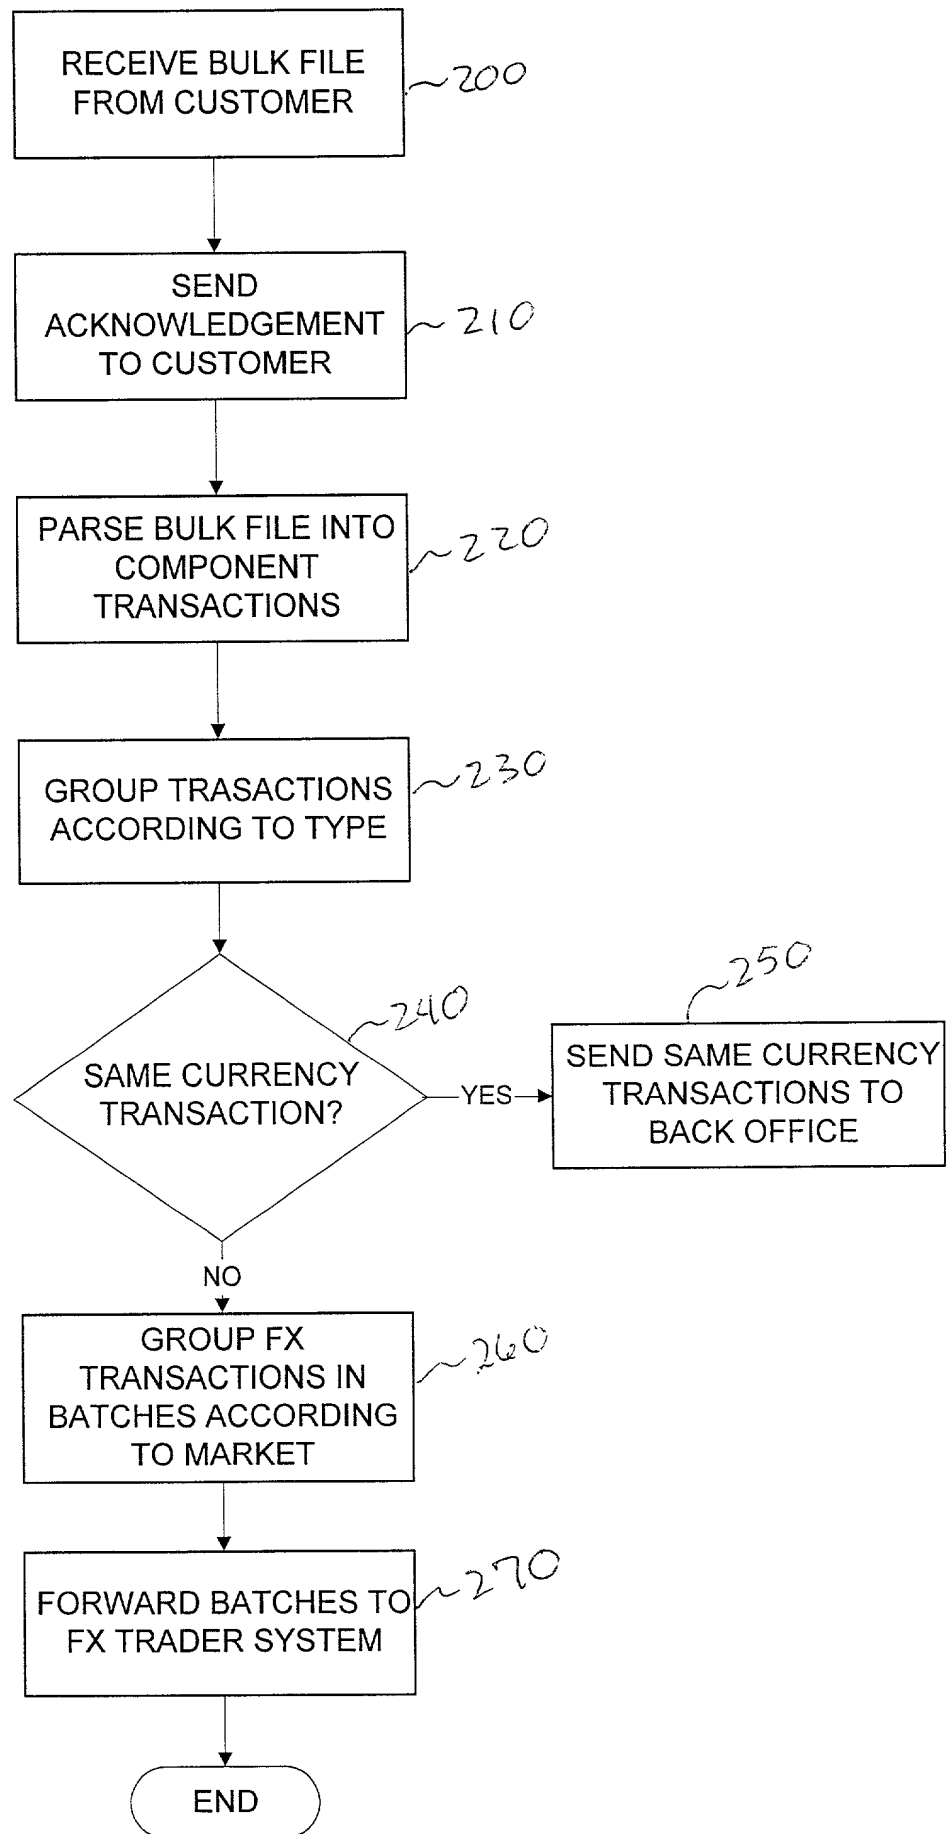 RECEIVE BULK FILE
FROM CUSTOMER
200
SEND
ACKNOWLEDGEMENT
TO CUSTOMER
210
PARSE BULK FILE INTO
COMPONENT
TRANSACTIONS
220
GROUP TRASACTIONS
ACCORDING TO TYPE
230
SAME CURRENCY
TRANSACTION?
240
YES
250
SEND SAME CURRENCY
TRANSACTIONS TO
BACK OFFICE
NO
GROUP FX
TRANSACTIONS IN
BATCHES ACCORDING
TO MARKET
260
FORWARD BATCHES TO
FX TRADER SYSTEM
270
END